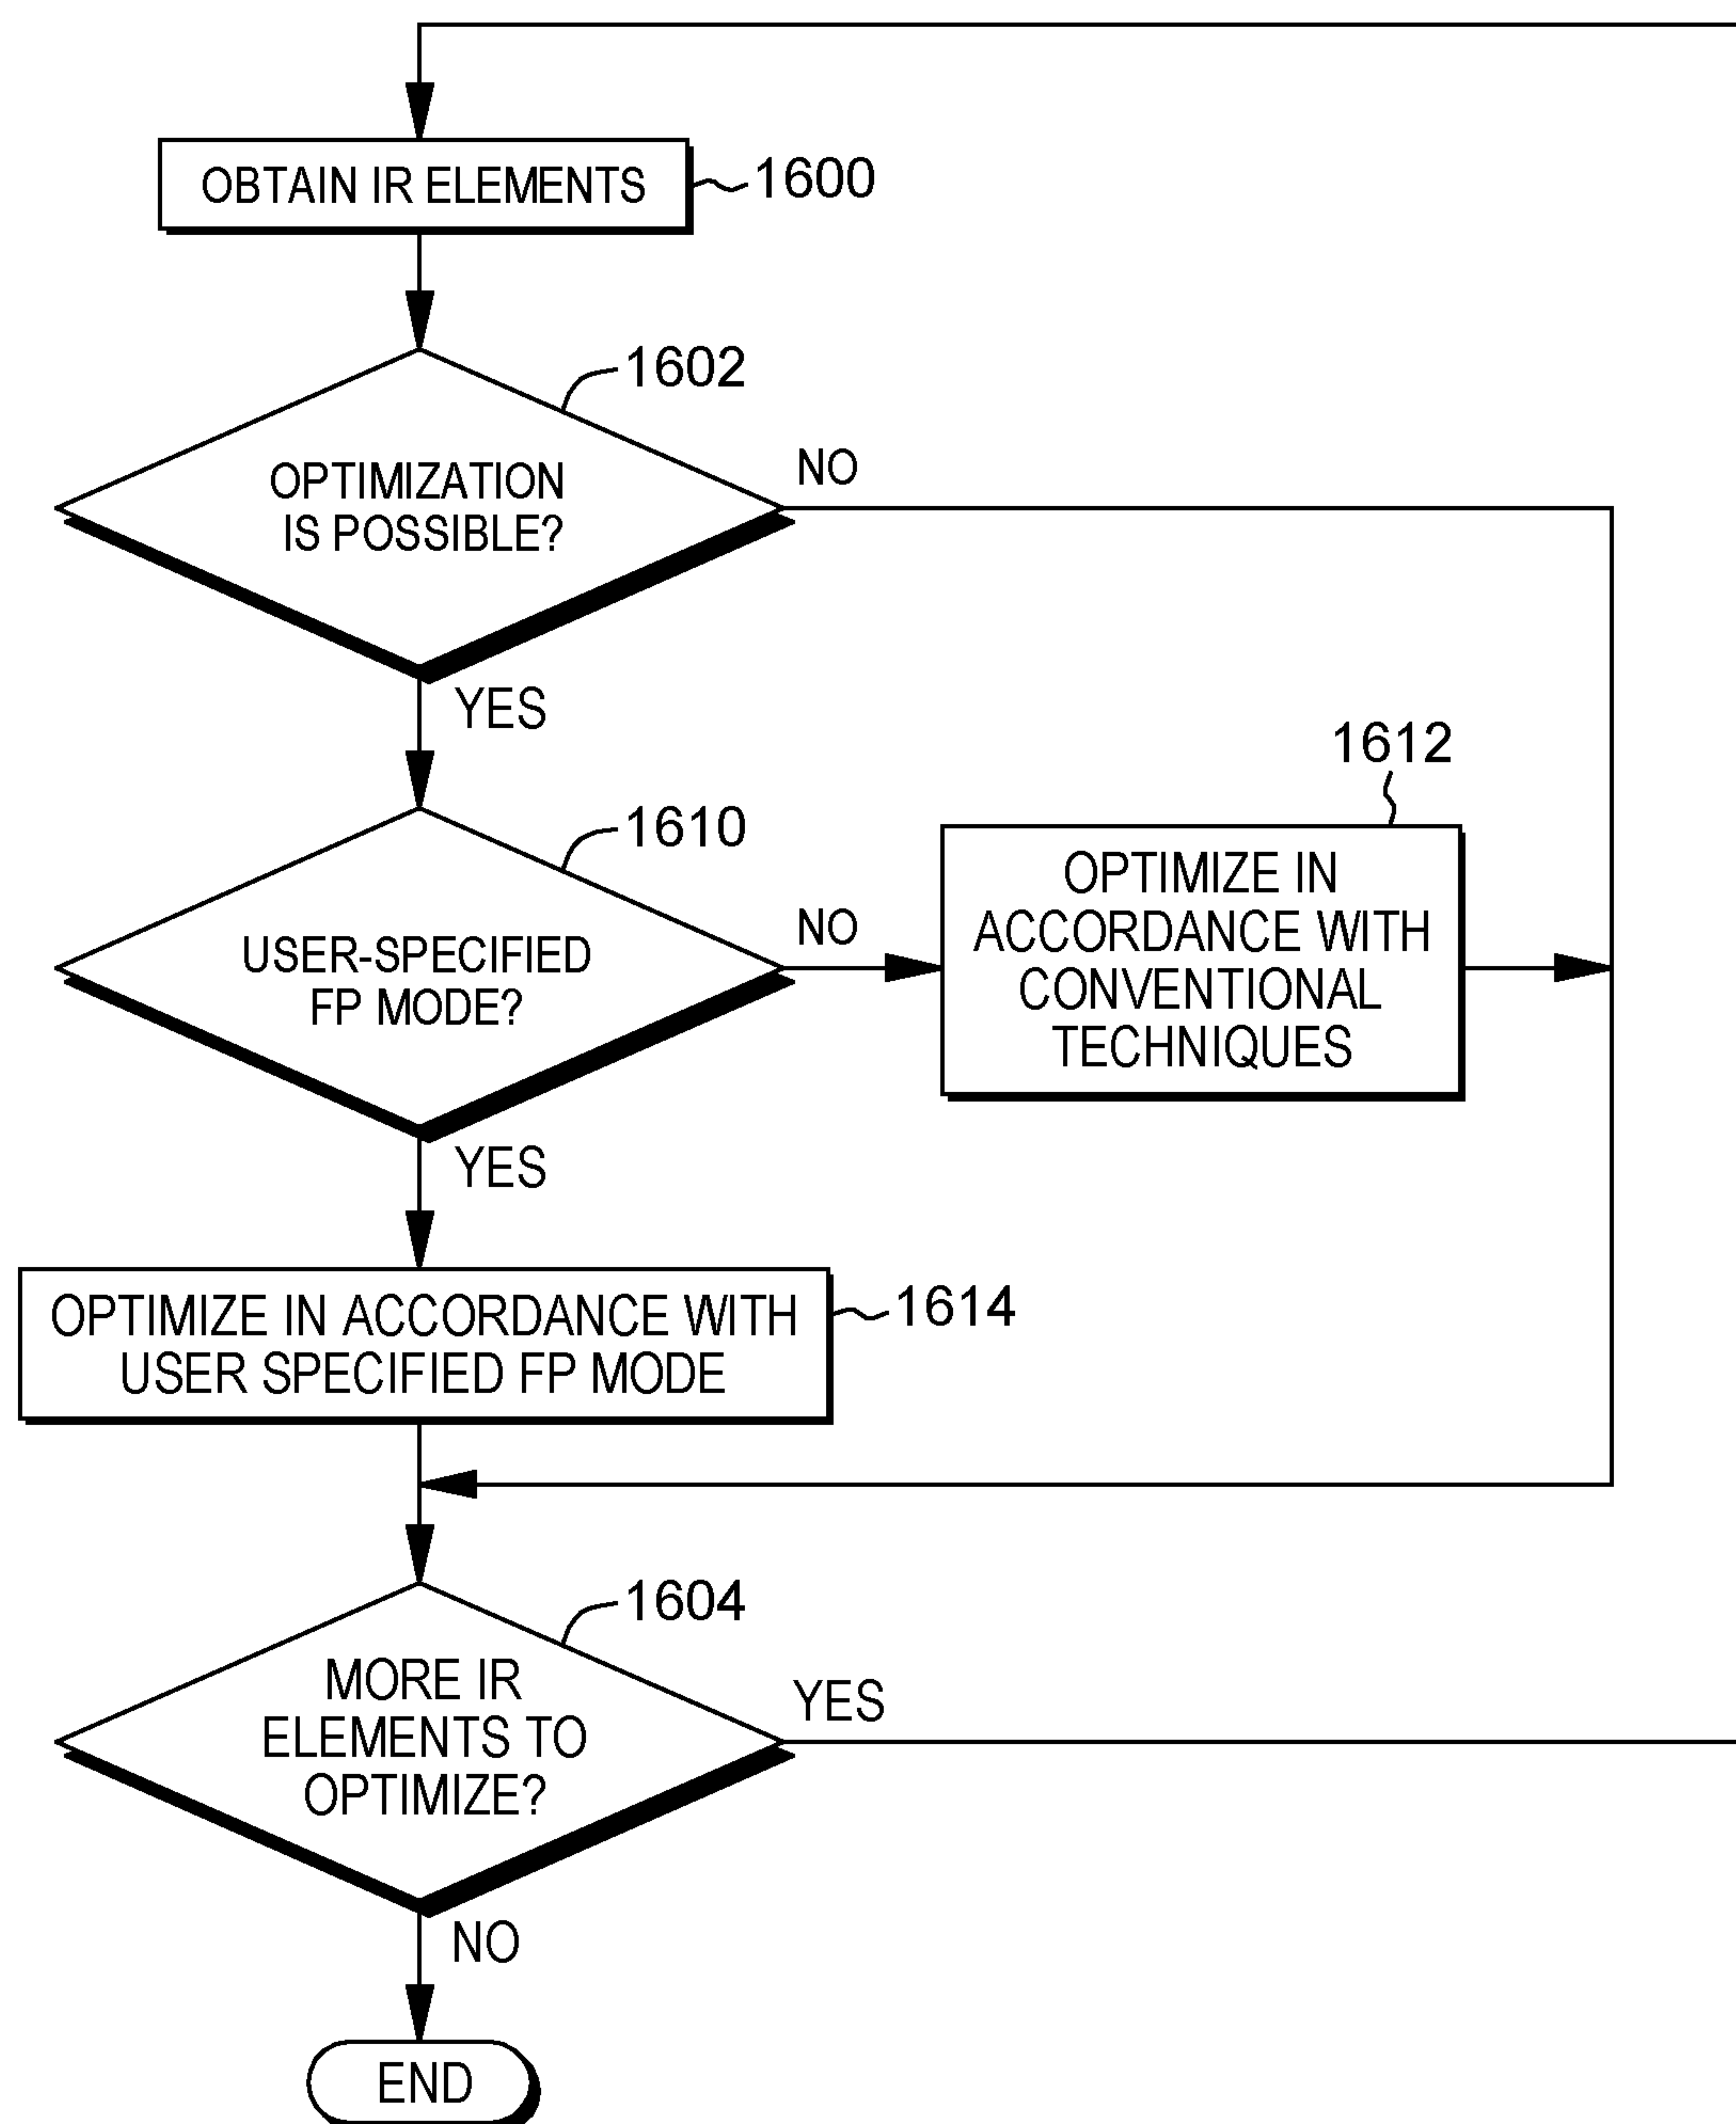 OBTAIN IR ELEMENTS
1600
1602
OPTIMIZATION
IS POSSIBLE?
NO
YES
1610
USER-SPECIFIED
FP MODE?
NO
1612
OPTIMIZE IN
ACCORDANCE WITH
CONVENTIONAL
TECHNIQUES
YES
OPTIMIZE IN ACCORDANCE WITH
USER SPECIFIED FP MODE
1614
1604
MORE IR
ELEMENTS TO
OPTIMIZE?
YES
NO
END